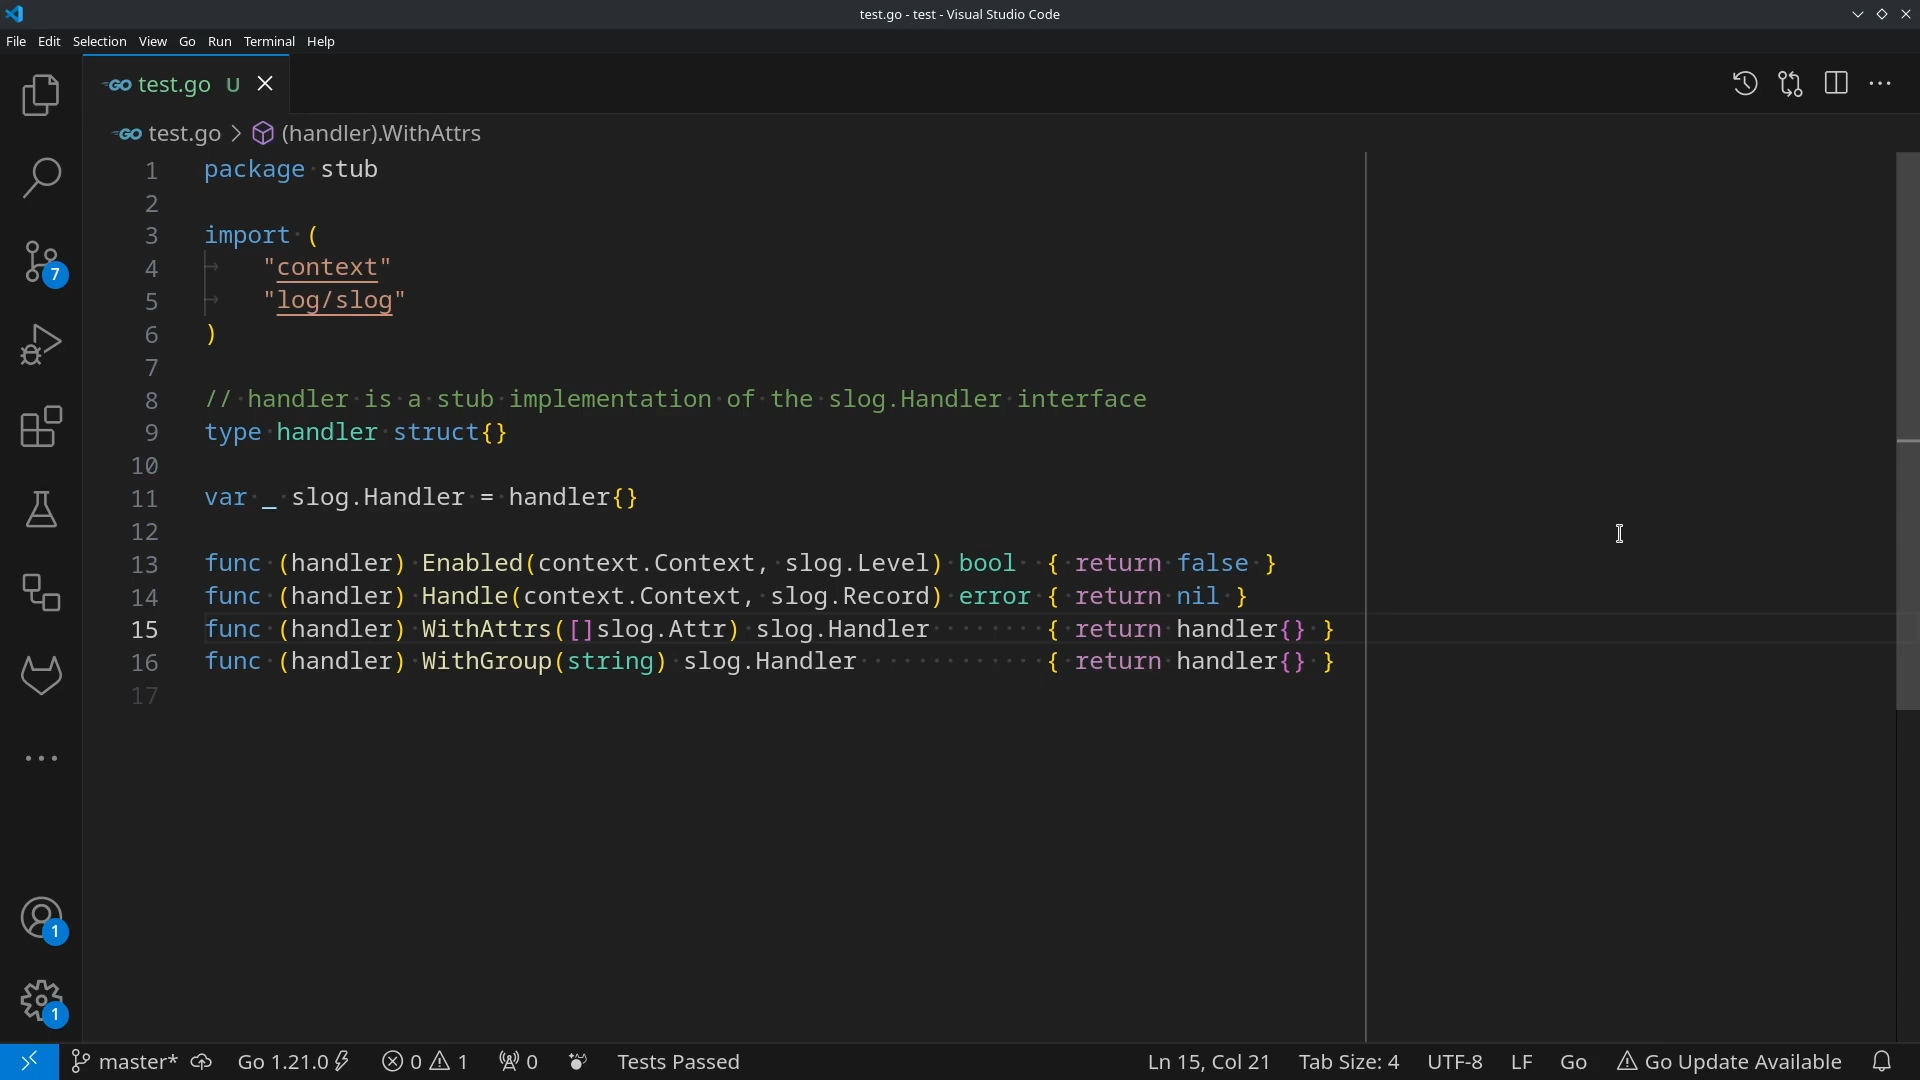 test.go - test - Visual Studio Code
File Edit Selection View Go Run Terminal Help
GO test.go U
GO test.go > (handler).WithAttrs
1 package stub
2
3 import (
4 "context"
5 "log/slog"
6 )
7
8 // handler is a stub implementation of the slog.Handler interface
9 type handler struct{}
10
11 var _ slog.Handler = handler{}
12
13 func (handler) Enabled(context.Context, slog.Level) bool  { return false }
14 func (handler) Handle(context.Context, slog.Record) error { return nil }
15 func (handler) WithAttrs([]slog.Attr) slog.Handler        { return handler{} }
16 func (handler) WithGroup(string) slog.Handler             { return handler{} }
17
7
1
1
master* Go 1.21.0 0 1 0 Tests Passed Ln 15, Col 21 Tab Size: 4 UTF-8 LF Go Go Update Available